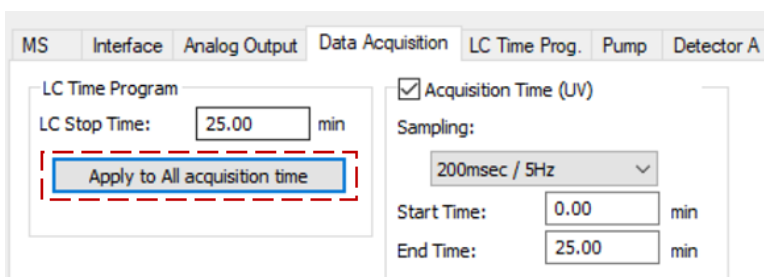 MS Interface Analog Output Data Acquisition LC Time Prog. Pump Detector A
LC Time Program
LC Stop Time: 25.00 min
Apply to All acquisition time
Acquisition Time (UV)
Sampling:
200msec / 5Hz
Start Time: 0.00 min
End Time: 25.00 min